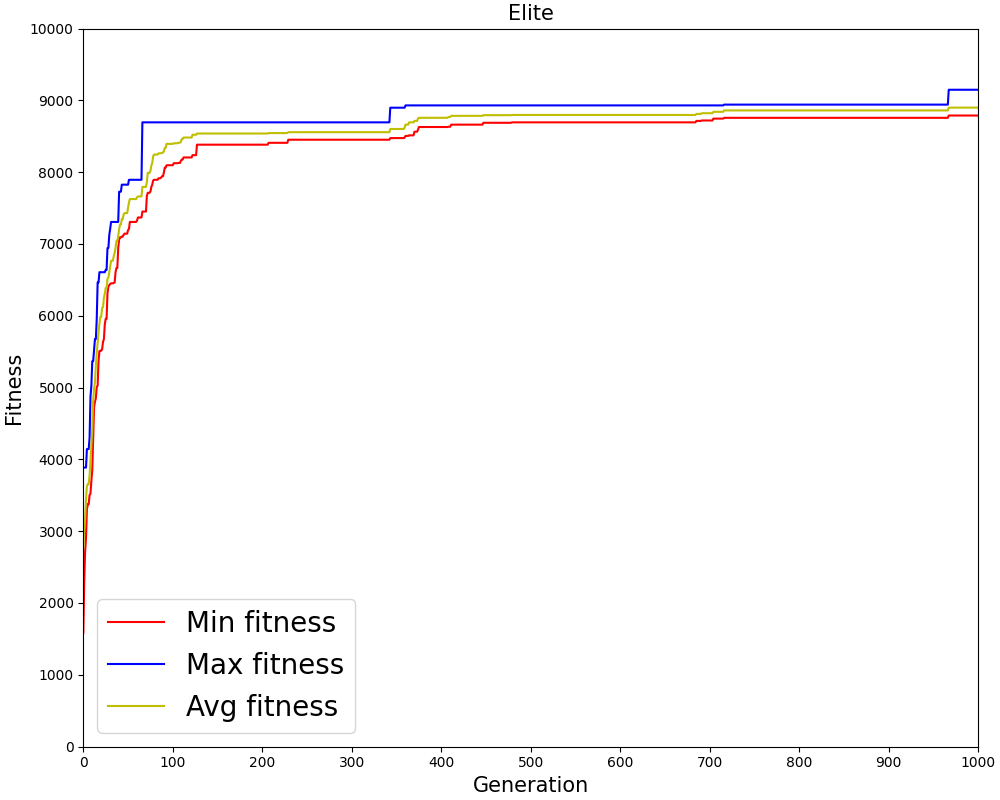 Elite
10000
9000
8000
7000
6000
5000
4000
3000
2000
1000
0
Fitness
Min fitness
Max fitness
Avg fitness
0 100 200 300 400 500 600 700 800 900 1000
Generation